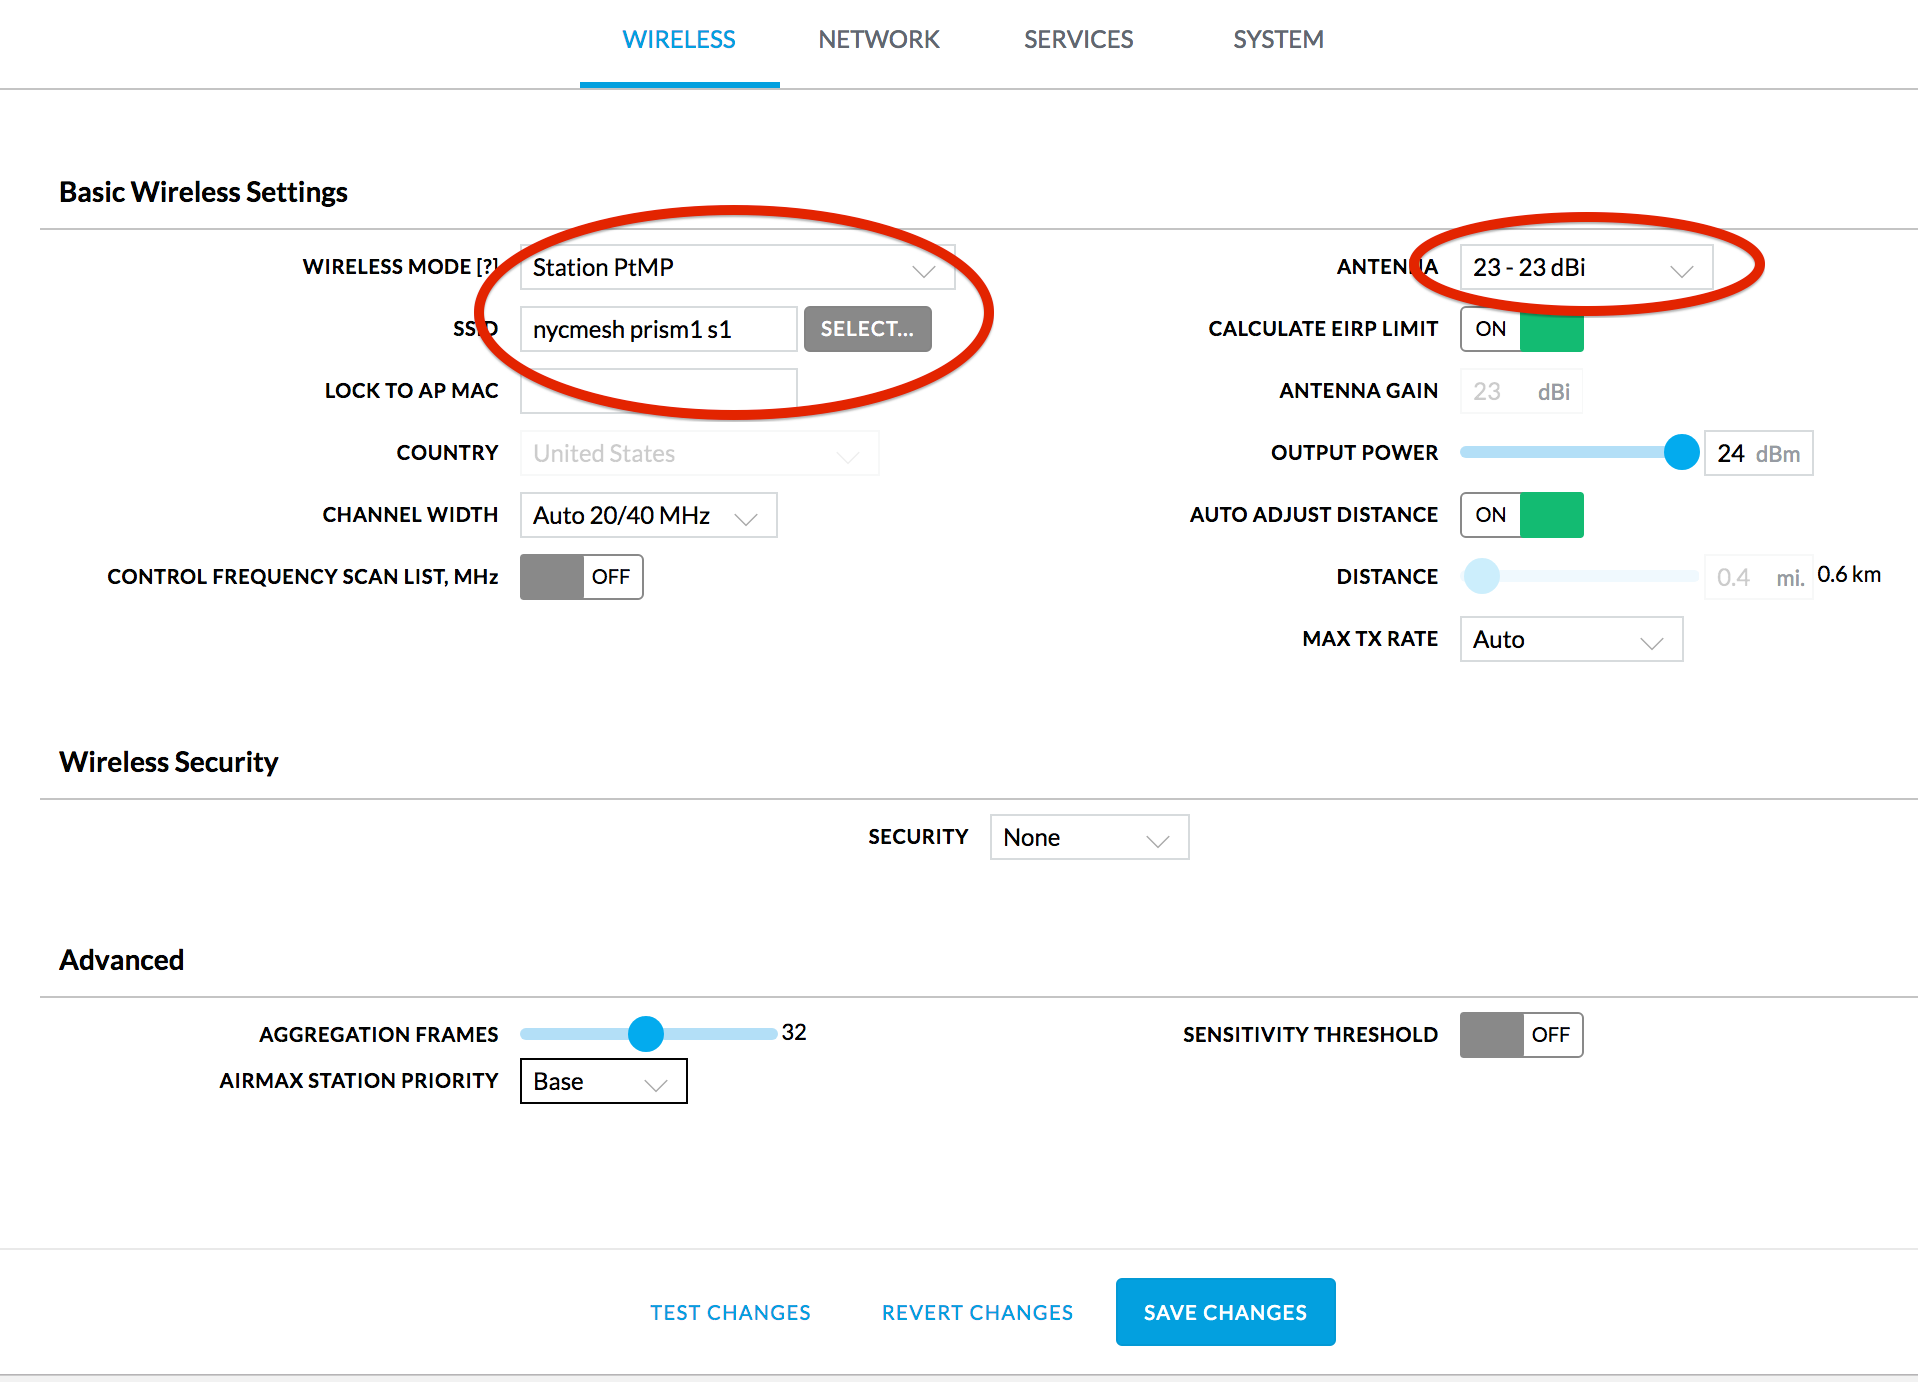 WIRELESS NETWORK SERVICES SYSTEM
Basic Wireless Settings
WIRELESS MODE [?] Station PtMP
SSID nycmesh prism1 s1 SELECT...
LOCK TO AP MAC
COUNTRY United States
CHANNEL WIDTH Auto 20/40 MHz
CONTROL FREQUENCY SCAN LIST, MHz OFF
ANTENNA 23 - 23 dBi
CALCULATE EIRP LIMIT ON
ANTENNA GAIN 23 dBi
OUTPUT POWER 24 dBm
AUTO ADJUST DISTANCE ON
DISTANCE 0.4 mi. 0.6 km
MAX TX RATE Auto
Wireless Security
SECURITY None
Advanced
AGGREGATION FRAMES 32
AIRMAX STATION PRIORITY Base
SENSITIVITY THRESHOLD OFF
TEST CHANGES REVERT CHANGES SAVE CHANGES